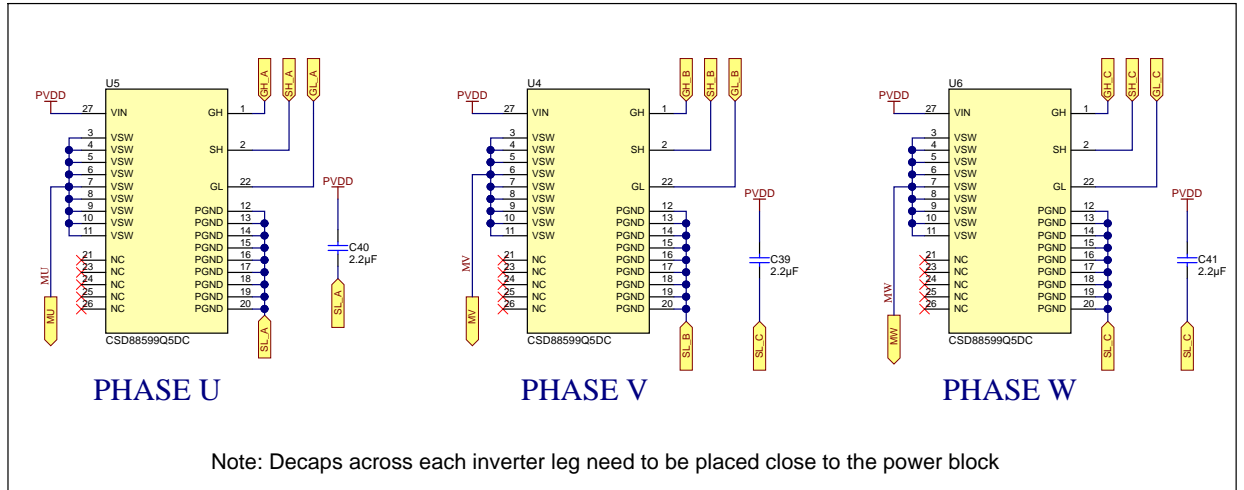 U5
PVDD
27 VIN GH 1 GH_A
SH 2 SH_A
GL 22 GL_A
3 VSW
4 VSW
5 VSW
6 VSW
7 VSW
8 VSW
9 VSW
10 VSW
11 VSW
PGND 12
PGND 13
PGND 14
PGND 15
PGND 16
PGND 17
PGND 18
PGND 19
PGND 20
21 NC
23 NC
24 NC
25 NC
26 NC
MU
MU
SL_A
CSD88599Q5DC
PVDD
C40
2.2µF
SL_A
PHASE U
U4
PVDD
27 VIN GH 1 GH_B
SH 2 SH_B
GL 22 GL_B
3 VSW
4 VSW
5 VSW
6 VSW
7 VSW
8 VSW
9 VSW
10 VSW
11 VSW
PGND 12
PGND 13
PGND 14
PGND 15
PGND 16
PGND 17
PGND 18
PGND 19
PGND 20
21 NC
23 NC
24 NC
25 NC
26 NC
MV
MV
SL_B
CSD88599Q5DC
PVDD
C39
2.2µF
SL_C
PHASE V
U6
PVDD
27 VIN GH 1 GH_C
SH 2 SH_C
GL 22 GL_C
3 VSW
4 VSW
5 VSW
6 VSW
7 VSW
8 VSW
9 VSW
10 VSW
11 VSW
PGND 12
PGND 13
PGND 14
PGND 15
PGND 16
PGND 17
PGND 18
PGND 19
PGND 20
21 NC
23 NC
24 NC
25 NC
26 NC
MW
MW
SL_C
CSD88599Q5DC
PVDD
C41
2.2µF
SL_C
PHASE W
Note: Decaps across each inverter leg need to be placed close to the power block